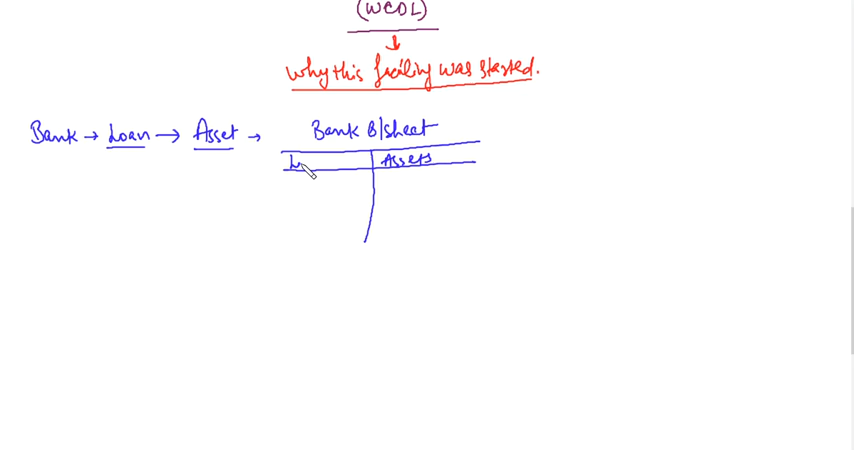 (WCDL)
Why this facility was started.
Bank → Loan → Asset → Bank B/Sheet
L Assets